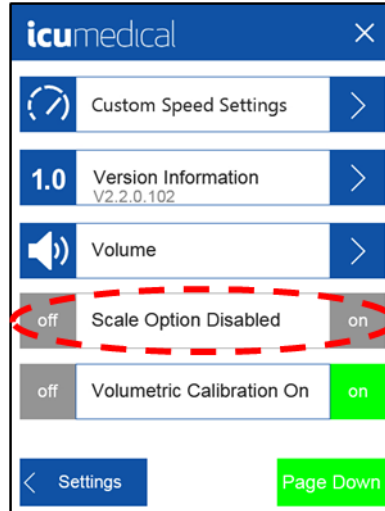 icumedical
Custom Speed Settings
1.0 Version Information
V2.2.0.102
Volume
off Scale Option Disabled on
off Volumetric Calibration On on
Settings Page Down